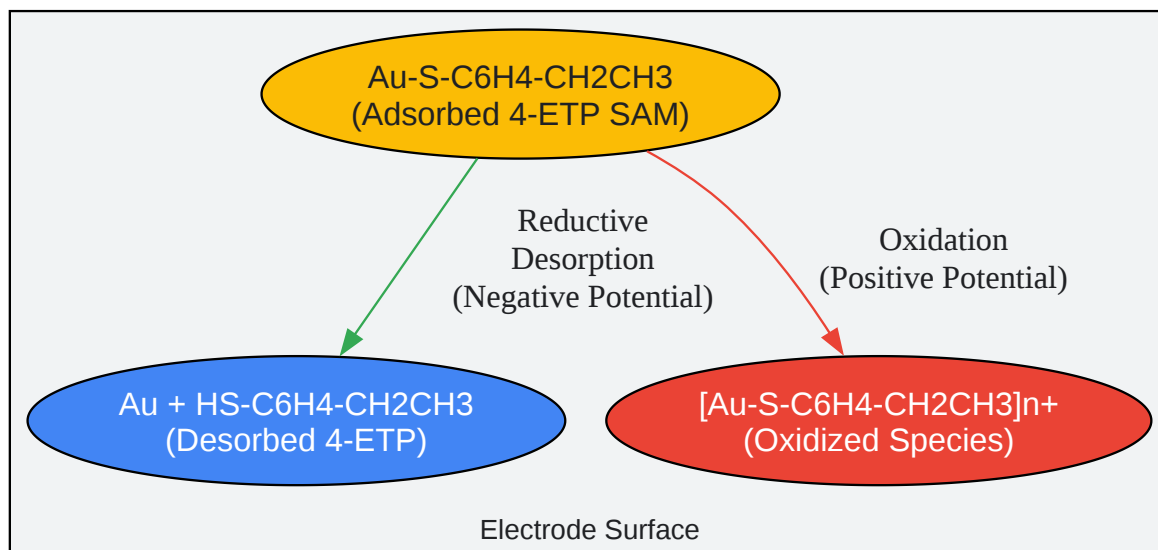 Au-S-C6H4-CH2CH3
(Adsorbed 4-ETP SAM)
Reductive
Desorption
(Negative Potential)
Oxidation
(Positive Potential)
Au + HS-C6H4-CH2CH3
(Desorbed 4-ETP)
[Au-S-C6H4-CH2CH3]n+
(Oxidized Species)
Electrode Surface